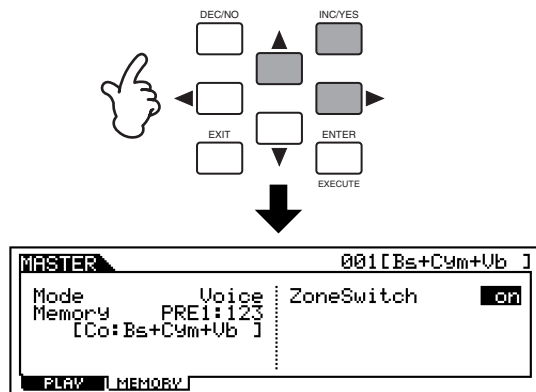 DEC/NO INC/YES
EXIT ENTER
EXECUTE
MASTER 001[Bs+Cym+Vb ]
Mode Voice ZoneSwitch on
Memory PRE1:123
[Co:Bs+Cym+Vb ]
PLAY MEMORY